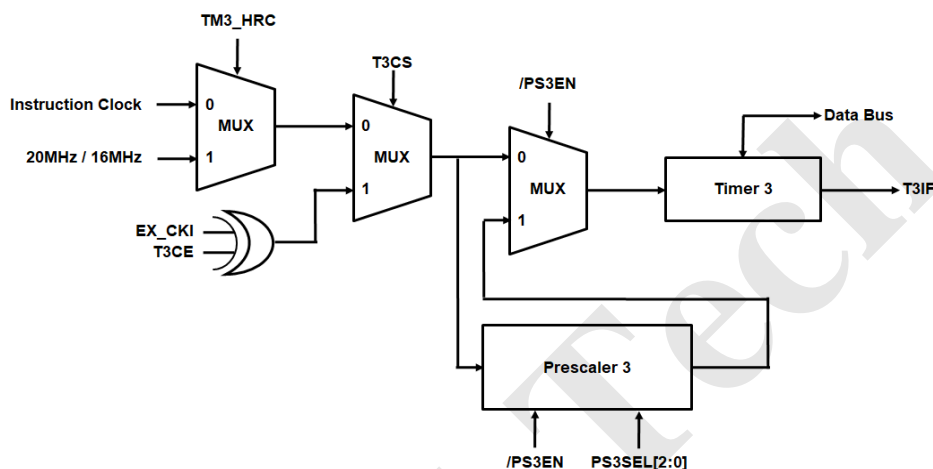 TM3_HRC
T3CS
/PS3EN
Instruction Clock
0
MUX
1
20MHz / 16MHz
0
MUX
1
0
MUX
1
Data Bus
Timer 3
T3IF
EX_CKI
T3CE
Prescaler 3
/PS3EN
PS3SEL[2:0]
Tech